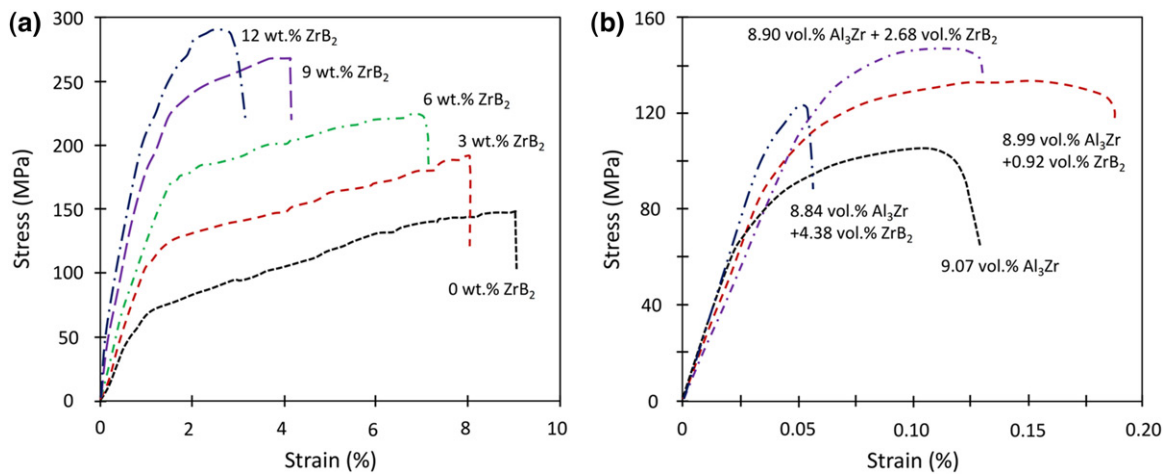 (a)
300
250
200
150
100
50
0
Stress (MPa)
12 wt.% ZrB₂
9 wt.% ZrB₂
6 wt.% ZrB₂
3 wt.% ZrB₂
0 wt.% ZrB₂
0 2 4 6 8 10
Strain (%)
(b)
160
120
80
40
0
Stress (MPa)
8.90 vol.% Al₃Zr + 2.68 vol.% ZrB₂
8.99 vol.% Al₃Zr
+0.92 vol.% ZrB₂
8.84 vol.% Al₃Zr
+4.38 vol.% ZrB₂
9.07 vol.% Al₃Zr
0 0.05 0.10 0.15 0.20
Strain (%)